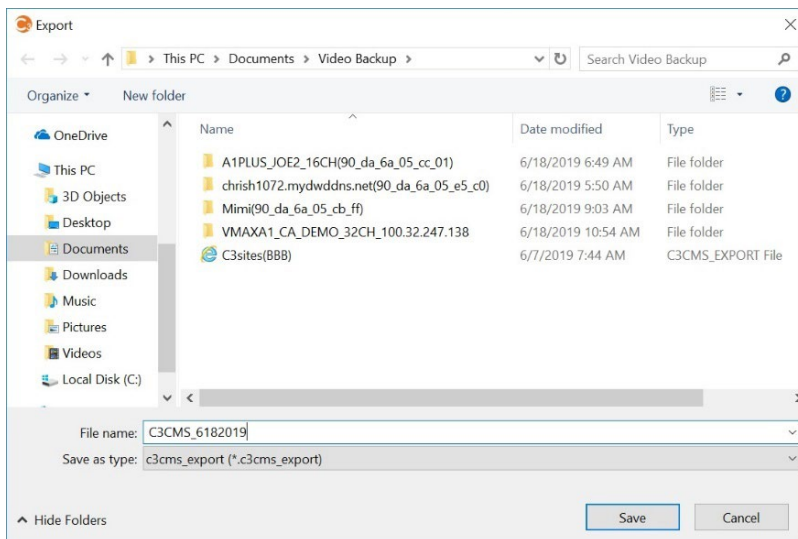 Export
This PC > Documents > Video Backup >
Search Video Backup
Organize
New folder
OneDrive
This PC
3D Objects
Desktop
Documents
Downloads
Music
Pictures
Videos
Local Disk (C:)
Name Date modified Type
A1PLUS_JOE2_16CH(90_da_6a_05_cc_01) 6/18/2019 6:49 AM File folder
chrish1072.mydwddns.net(90_da_6a_05_e5_c0) 6/18/2019 5:50 AM File folder
Mimi(90_da_6a_05_cb_ff) 6/18/2019 9:03 AM File folder
VMAXA1_CA_DEMO_32CH_100.32.247.138 6/18/2019 10:54 AM File folder
C3sites(BBB) 6/7/2019 7:44 AM C3CMS_EXPORT File
File name: C3CMS_6182019
Save as type: c3cms_export (*.c3cms_export)
Hide Folders
Save
Cancel